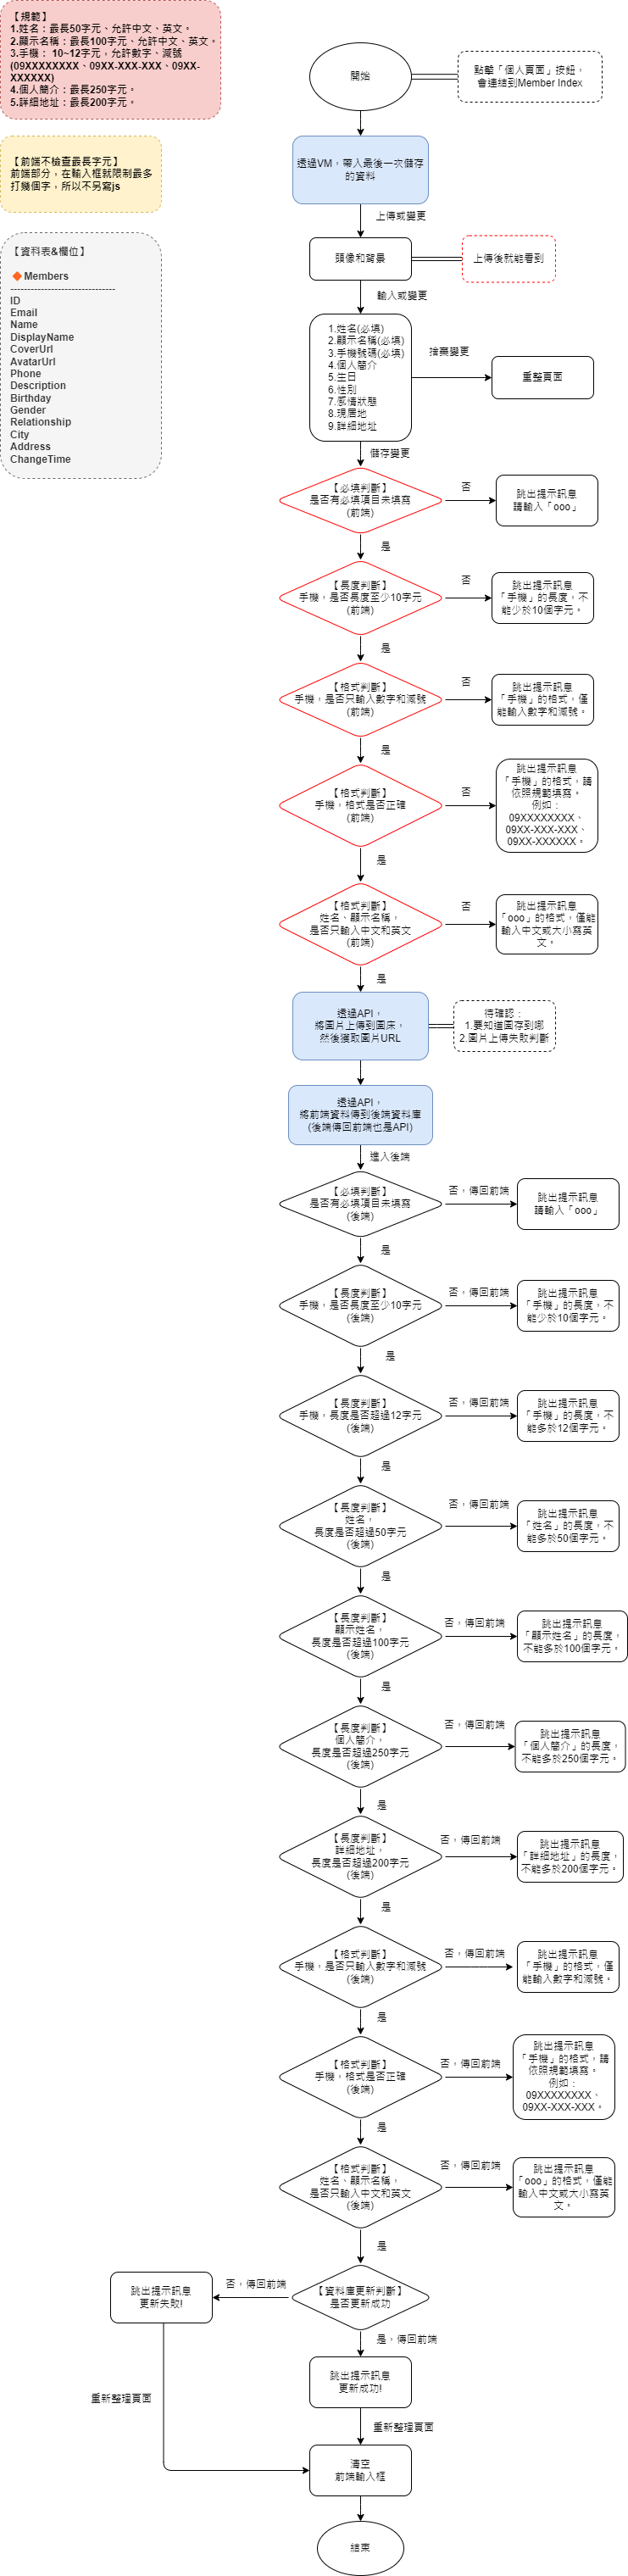 【規範】
1.姓名：最長50字元、允許中文、英文。
2.顯示名稱：最長100字元、允許中文、英文。
3.手機： 10~12字元，允許數字、減號
(09XXXXXXXX、09XX-XXX-XXX、09XX-
XXXXXX)
4.個人簡介：最長250字元。
5.詳細地址：最長200字元。
【前端不檢查最長字元】
前端部分，在輸入框就限制最多
打幾個字，所以不另寫js
【資料表&欄位】
Members
------------------------------
ID
Email
Name
DisplayName
CoverUrl
AvatarUrl
Phone
Description
Birthday
Gender
Relationship
City
Address
ChangeTime
開始
點擊「個人頁面」按鈕，
會連結到Member Index
透過VM，帶入最後一次儲存
的資料
上傳或變更
頭像和背景
上傳後就能看到
輸入或變更
1.姓名(必填)
2.顯示名稱(必填)
3.手機號碼(必填)
4.個人簡介
5.生日
6.性別
7.感情狀態
8.現居地
9.詳細地址
捨棄變更
重整頁面
儲存變更
【必填判斷】
是否有必填項目未填寫
(前端)
否
跳出提示訊息
請輸入「ooo」
是
【長度判斷】
手機，是否長度至少10字元
(前端)
否
跳出提示訊息
「手機」的長度，不
能少於10個字元。
是
【格式判斷】
手機，是否只輸入數字和減號
(前端)
否
跳出提示訊息
「手機」的格式，僅
能輸入數字和減號。
是
【格式判斷】
手機，格式是否正確
(前端)
否
跳出提示訊息
「手機」的格式，請
依照規範填寫。
例如：
09XXXXXXXX、
09XX-XXX-XXX、
09XX-XXXXXX。
是
【格式判斷】
姓名、顯示名稱，
是否只輸入中文和英文
(前端)
否
跳出提示訊息
「ooo」的格式，僅能
輸入中文或大小寫英
文。
是
透過API，
將圖片上傳到圖床，
然後獲取圖片URL
待確認：
1.要知道圖存到哪
2.圖片上傳失敗判斷
透過API，
將前端資料傳到後端資料庫
(後端傳回前端也是API)
進入後端
【必填判斷】
是否有必填項目未填寫
(後端)
否，傳回前端
跳出提示訊息
請輸入「ooo」
是
【長度判斷】
手機，是否長度至少10字元
(後端)
否，傳回前端
跳出提示訊息
「手機」的長度，不
能少於10個字元。
是
【長度判斷】
手機，長度是否超過12字元
(後端)
否，傳回前端
跳出提示訊息
「手機」的長度，不
能多於12個字元。
是
【長度判斷】
姓名，
長度是否超過50字元
(後端)
否，傳回前端
跳出提示訊息
「姓名」的長度，不
能多於50個字元。
是
【長度判斷】
顯示姓名，
長度是否超過100字元
(後端)
否，傳回前端
跳出提示訊息
「顯示姓名」的長度，
不能多於100個字元。
是
【長度判斷】
個人簡介，
長度是否超過250字元
(後端)
否，傳回前端
跳出提示訊息
「個人簡介」的長度，
不能多於250個字元。
是
【長度判斷】
詳細地址，
長度是否超過200字元
(後端)
否，傳回前端
跳出提示訊息
「詳細地址」的長度，
不能多於200個字元。
是
【格式判斷】
手機，是否只輸入數字和減號
(後端)
否，傳回前端
跳出提示訊息
「手機」的格式，僅
能輸入數字和減號。
是
【格式判斷】
手機，格式是否正確
(後端)
否，傳回前端
跳出提示訊息
「手機」的格式，請
依照規範填寫。
例如：
09XXXXXXXX、
09XX-XXX-XXX。
是
【格式判斷】
姓名、顯示名稱，
是否只輸入中文和英文
(後端)
否，傳回前端
跳出提示訊息
「ooo」的格式，僅能
輸入中文或大小寫英
文。
是
【資料庫更新判斷】
是否更新成功
否，傳回前端
跳出提示訊息
更新失敗!
是，傳回前端
跳出提示訊息
更新成功!
重新整理頁面
重新整理頁面
清空
前端輸入框
結束